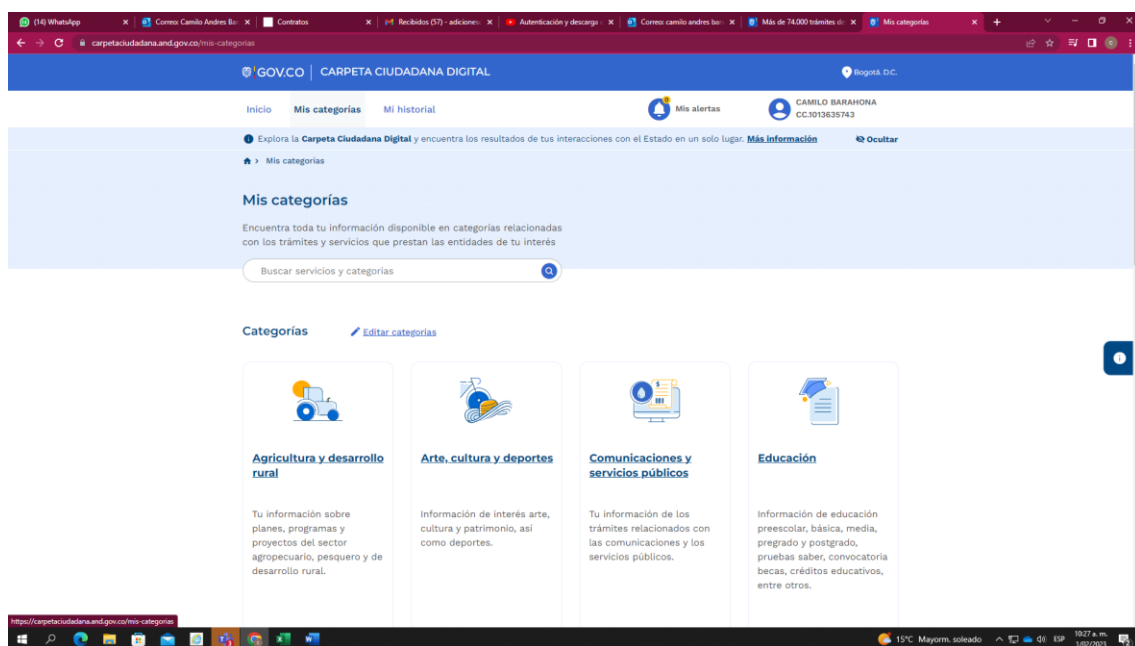 (14) WhatsApp
Correo: Camilo Andres Bar
Contratos
Recibidos (57) - adiciones
Autenticación y descarga
Correo: camilo andres bar
Más de 74.000 trámites de
Mis categorías
carpetaciudadana.and.gov.co/mis-categorias
GOV.CO | CARPETA CIUDADANA DIGITAL
Bogotá. D.C.
Inicio Mis categorías Mi historial
0
Mis alertas
CAMILO BARAHONA
CC.1013635743
Explora la Carpeta Ciudadana Digital y encuentra los resultados de tus interacciones con el Estado en un solo lugar. Más información Ocultar
> Mis categorías
Mis categorías
Encuentra toda tu información disponible en categorías relacionadas
con los trámites y servicios que prestan las entidades de tu interés
Buscar servicios y categorías
Categorías Editar categorías
Agricultura y desarrollo
rural
Tu información sobre
planes, programas y
proyectos del sector
agropecuario, pesquero y de
desarrollo rural.
Arte, cultura y deportes
Información de interés arte,
cultura y patrimonio, así
como deportes.
Comunicaciones y
servicios públicos
Tu información de los
trámites relacionados con
las comunicaciones y los
servicios públicos.
Educación
Información de educación
preescolar, básica, media,
pregrado y postgrado,
pruebas saber, convocatoria
becas, créditos educativos,
entre otros.
https://carpetaciudadana.and.gov.co/mis-categorias
15°C Mayorm. soleado
ESP
10:27 a. m.
1/02/2023